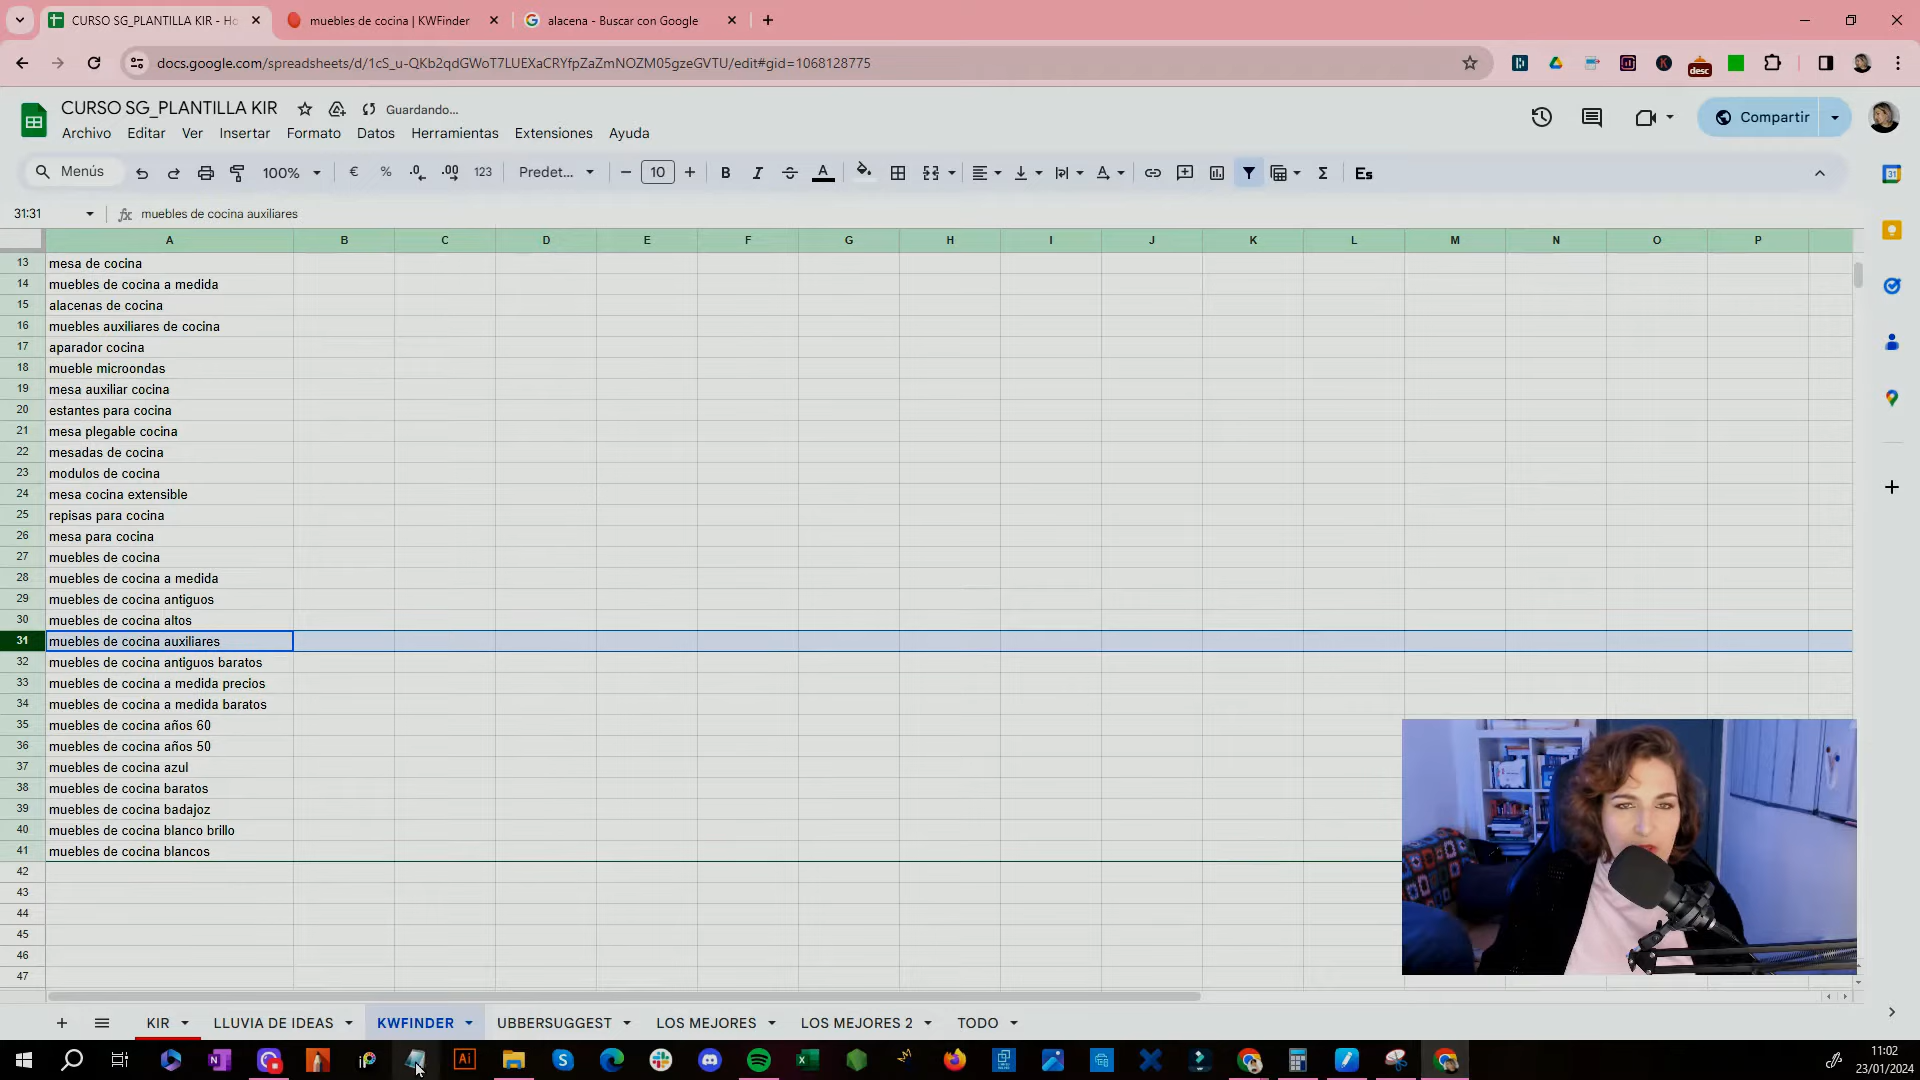 CURSO SG_PLANTILLA KIR - Ho
muebles de cocina | KWFinder
alacena - Buscar con Google
docs.google.com/spreadsheets/d/1cS_u-QKb2qdGWoT7LUEXaCRYfpZaZmNOZM05gzeGVTU/edit#gid=1068128775
desc
CURSO SG_PLANTILLA KIR
Guardando...
Archivo Editar Ver Insertar Formato Datos Herramientas Extensiones Ayuda
Compartir
Menús
100%
€ % .0 .00 123
Predet...
10
B I A
Σ Es
31
31:31
fx
muebles de cocina auxiliares
A B C D E F G H I J K L M N O P
13 mesa de cocina
14 muebles de cocina a medida
15 alacenas de cocina
16 muebles auxiliares de cocina
17 aparador cocina
18 mueble microondas
19 mesa auxiliar cocina
20 estantes para cocina
21 mesa plegable cocina
22 mesadas de cocina
23 modulos de cocina
24 mesa cocina extensible
25 repisas para cocina
26 mesa para cocina
27 muebles de cocina
28 muebles de cocina a medida
29 muebles de cocina antiguos
30 muebles de cocina altos
31 muebles de cocina auxiliares
32 muebles de cocina antiguos baratos
33 muebles de cocina a medida precios
34 muebles de cocina a medida baratos
35 muebles de cocina años 60
36 muebles de cocina años 50
37 muebles de cocina azul
38 muebles de cocina baratos
39 muebles de cocina badajoz
40 muebles de cocina blanco brillo
41 muebles de cocina blancos
42
43
44
45
46
47
KIR LLUVIA DE IDEAS KWFINDER UBBERSUGGEST LOS MEJORES LOS MEJORES 2 TODO
Ai
11:02
23/01/2024